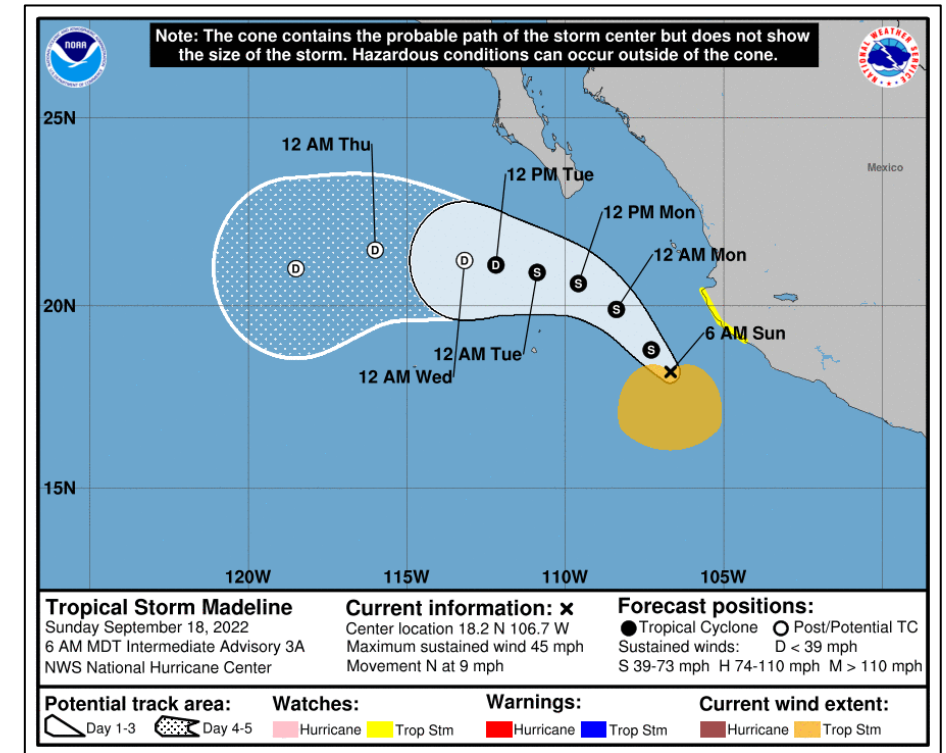 Note: The cone contains the probable path of the storm center but does not show
the size of the storm. Hazardous conditions can occur outside of the cone.
NOAA
NATIONAL WEATHER SERVICE
25N
12 AM Thu
Mexico
12 PM Tue
12 PM Mon
12 AM Mon
D
D
D
D
S
S
S
S
20N
6 AM Sun
12 AM Tue
12 AM Wed
15N
120W 115W 110W 105W
Tropical Storm Madeline
Sunday September 18, 2022
6 AM MDT Intermediate Advisory 3A
NWS National Hurricane Center
Current information: ×
Center location 18.2 N 106.7 W
Maximum sustained wind 45 mph
Movement N at 9 mph
Forecast positions:
Tropical Cyclone Post/Potential TC
Sustained winds: D < 39 mph
S 39-73 mph H 74-110 mph M > 110 mph
Potential track area:
Day 1-3 Day 4-5
Watches:
Hurricane Trop Stm
Warnings:
Hurricane Trop Stm
Current wind extent:
Hurricane Trop Stm